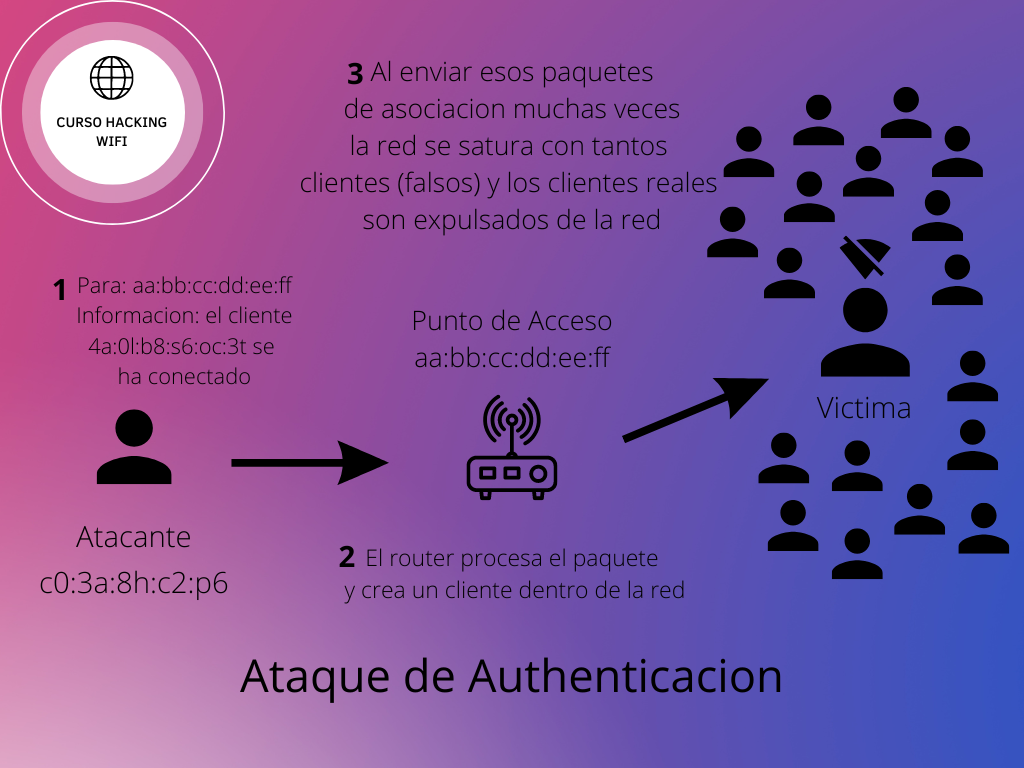 CURSO HACKING
WIFI
3 Al enviar esos paquetes
de asociacion muchas veces
la red se satura con tantos
clientes (falsos) y los clientes reales
son expulsados de la red
1 Para: aa:bb:cc:dd:ee:ff
Informacion: el cliente
4a:0l:b8:s6:oc:3t se
ha conectado
Punto de Acceso
aa:bb:cc:dd:ee:ff
Victima
Atacante
c0:3a:8h:c2:p6
2 El router procesa el paquete
y crea un cliente dentro de la red
Ataque de Authenticacion